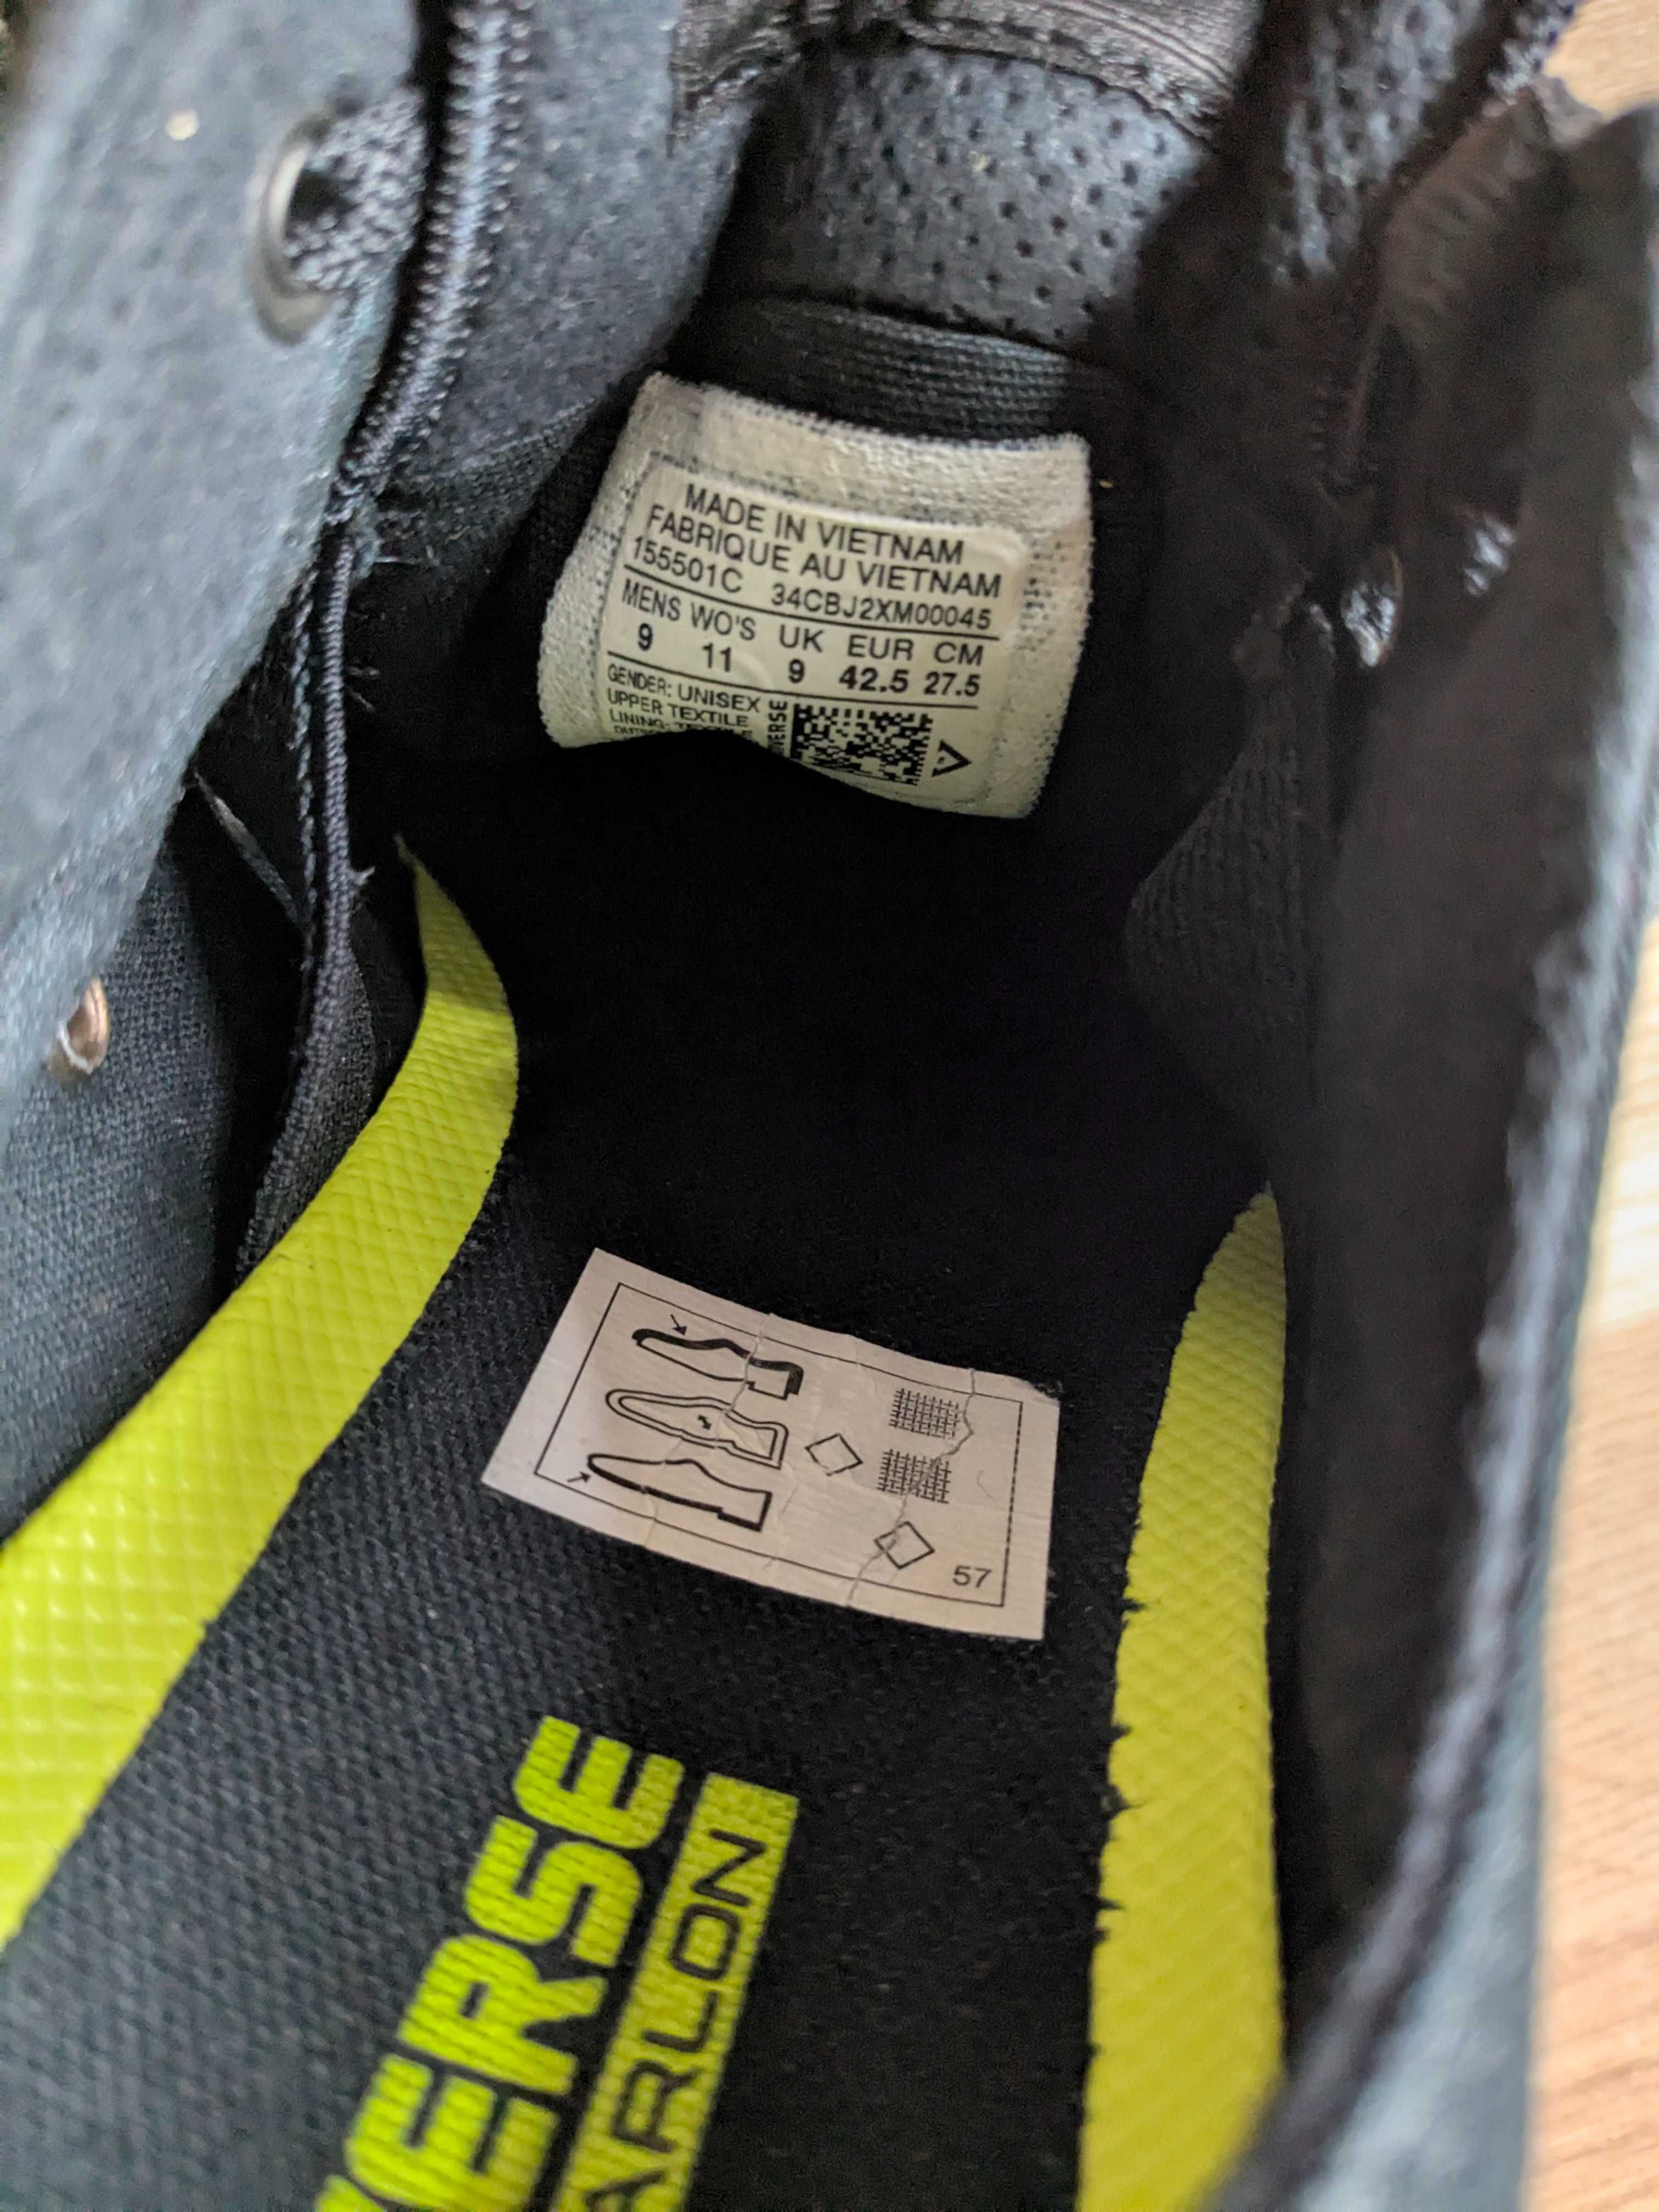 MADE IN VIETNAM
FABRIQUE AU VIETNAM
155501C 34CBJ2XM00045
MENS WO'S UK EUR CM
9 11 9 42.5 27.5
GENDER: UNISEX
UPPER TEXTILE
LINING:
57
ERSE
ARLON